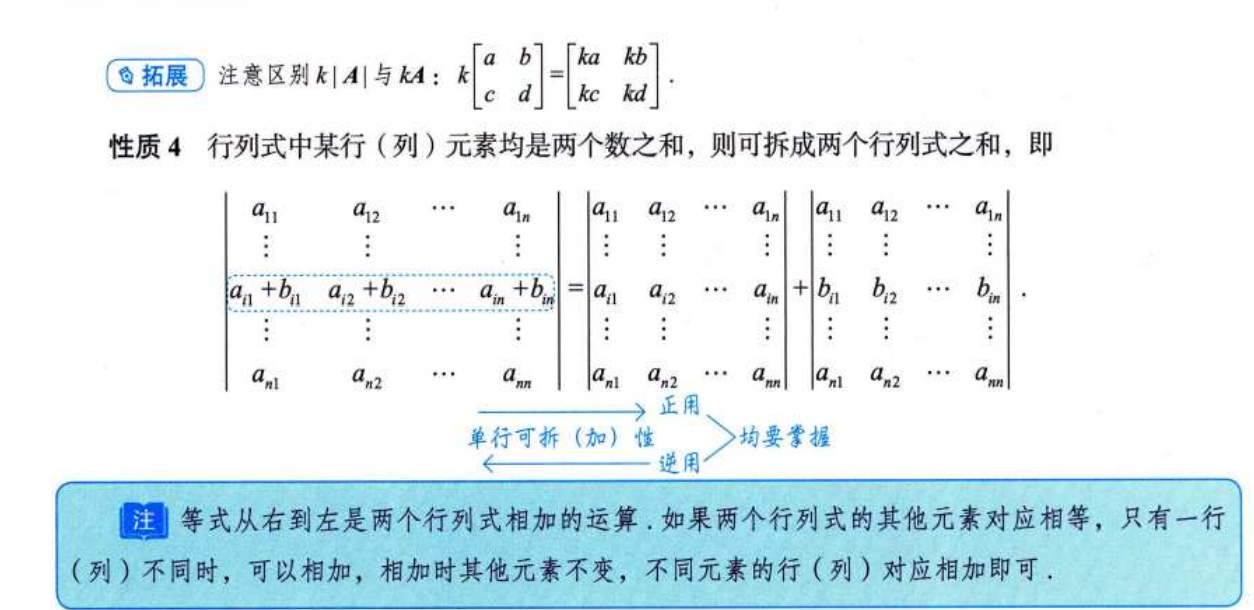 拓展 注意区别 k|A| 与 kA：k[a b; c d]=[ka kb; kc kd].
性质 4 行列式中某行（列）元素均是两个数之和，则可拆成两个行列式之和，即
|a₁₁ a₁₂ ⋯ a₁ₙ| |a₁₁ a₁₂ ⋯ a₁ₙ| |a₁₁ a₁₂ ⋯ a₁ₙ|
|⋮ ⋮ ⋮| |⋮ ⋮ ⋮| |⋮ ⋮ ⋮|
|aᵢ₁+bᵢ₁ aᵢ₂+bᵢ₂ ⋯ aᵢₙ+bᵢₙ| = |aᵢ₁ aᵢ₂ ⋯ aᵢₙ| + |bᵢ₁ bᵢ₂ ⋯ bᵢₙ| .
|⋮ ⋮ ⋮| |⋮ ⋮ ⋮| |⋮ ⋮ ⋮|
|aₙ₁ aₙ₂ ⋯ aₙₙ| |aₙ₁ aₙ₂ ⋯ aₙₙ| |aₙ₁ aₙ₂ ⋯ aₙₙ|
正用
单行可拆（加）性 均要掌握
逆用
注 等式从右到左是两个行列式相加的运算.如果两个行列式的其他元素对应相等，只有一行
（列）不同时，可以相加，相加时其他元素不变，不同元素的行（列）对应相加即可.